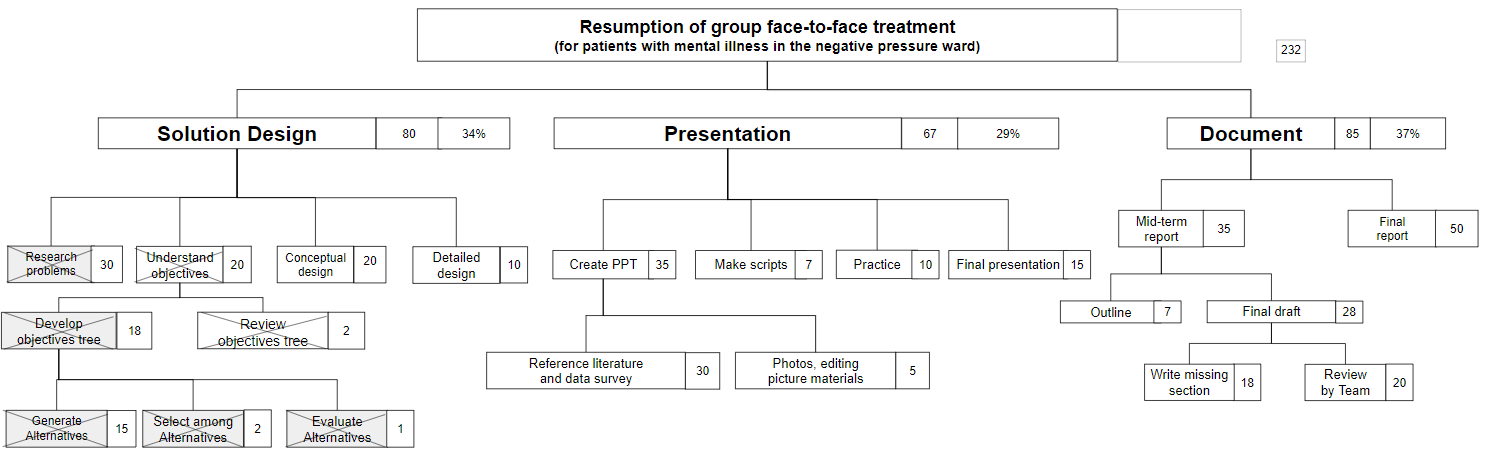 Resumption of group face-to-face treatment
(for patients with mental illness in the negative pressure ward)
232
Solution Design
80
34%
Presentation
67
29%
Document
85
37%
Research
problems
30
Understand
objectives
20
Conceptual
design
20
Detailed
design
10
Create PPT
35
Make scripts
7
Practice
10
Final presentation
15
Mid-term
report
35
Final
report
50
Develop
objectives tree
18
Review
objectives tree
2
Outline
7
Final draft
28
Reference literature
and data survey
30
Photos, editing
picture materials
5
Write missing
section
18
Review
by Team
20
Generate
Alternatives
15
Select among
Alternatives
2
Evaluate
Alternatives
1